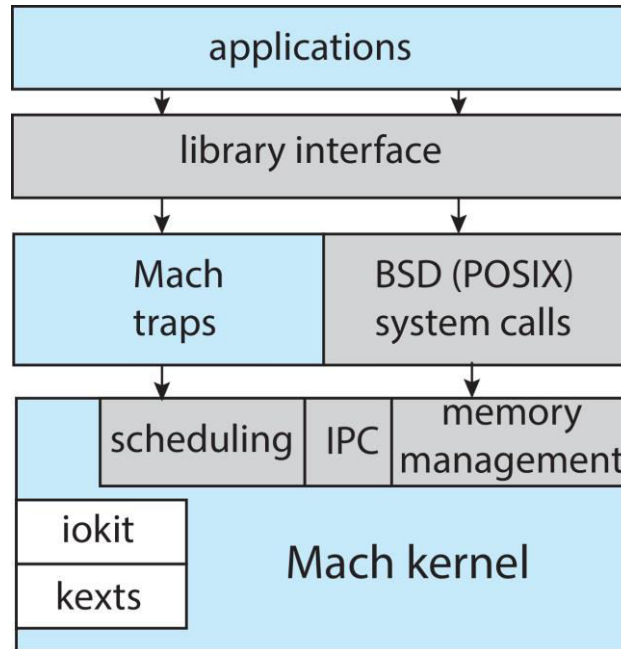 applications
library interface
Mach
traps
BSD (POSIX)
system calls
scheduling
IPC
memory
management
iokit
kexts
Mach kernel